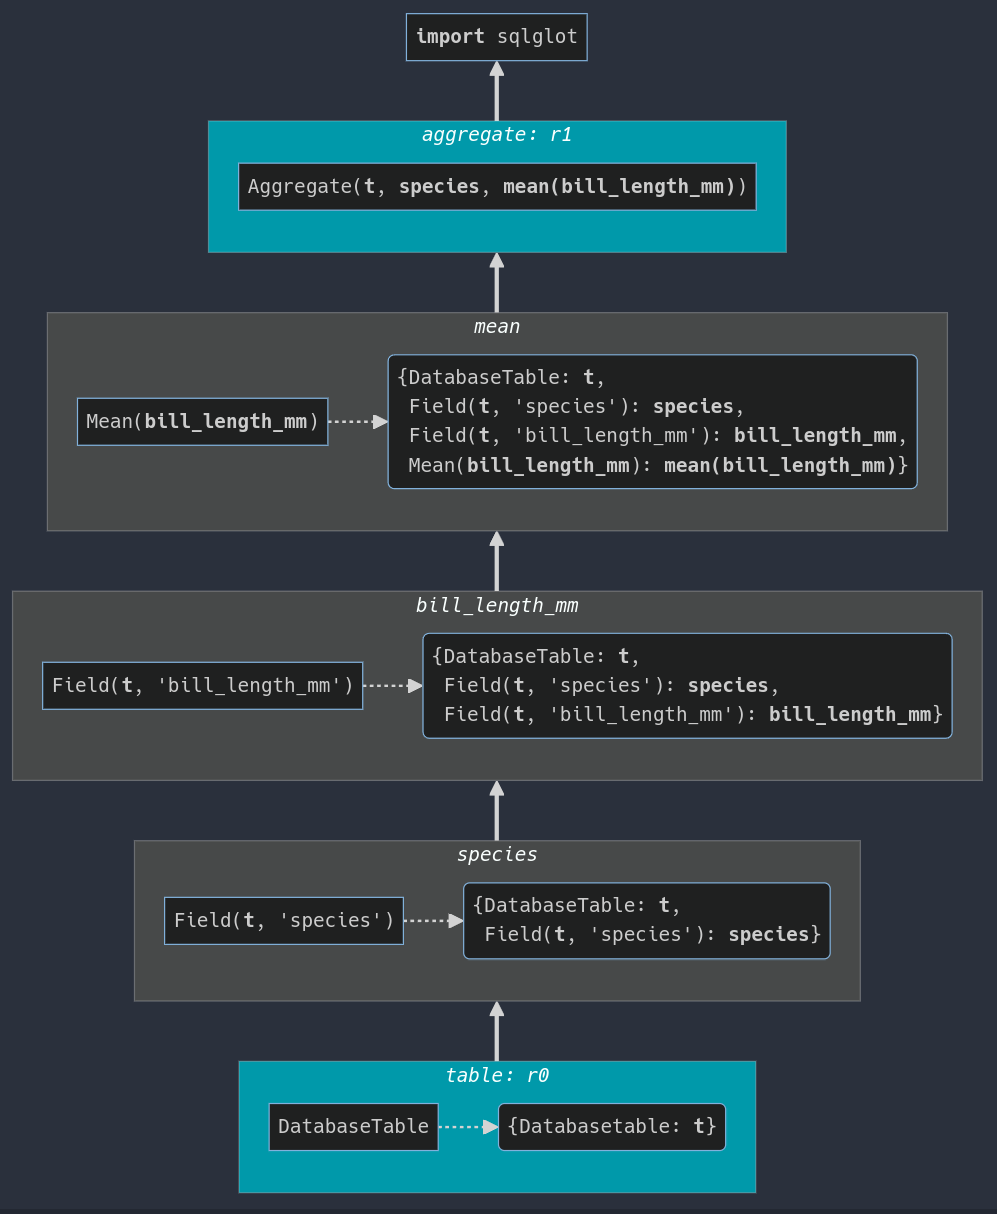 import sqlglot
aggregate: r1
Aggregate(t, species, mean(bill_length_mm))
mean
Mean(bill_length_mm)
{DatabaseTable: t,
Field(t, 'species'): species,
Field(t, 'bill_length_mm'): bill_length_mm,
Mean(bill_length_mm): mean(bill_length_mm)}
bill_length_mm
Field(t, 'bill_length_mm')
{DatabaseTable: t,
Field(t, 'species'): species,
Field(t, 'bill_length_mm'): bill_length_mm}
species
Field(t, 'species')
{DatabaseTable: t,
Field(t, 'species'): species}
table: r0
DatabaseTable
{Databasetable: t}